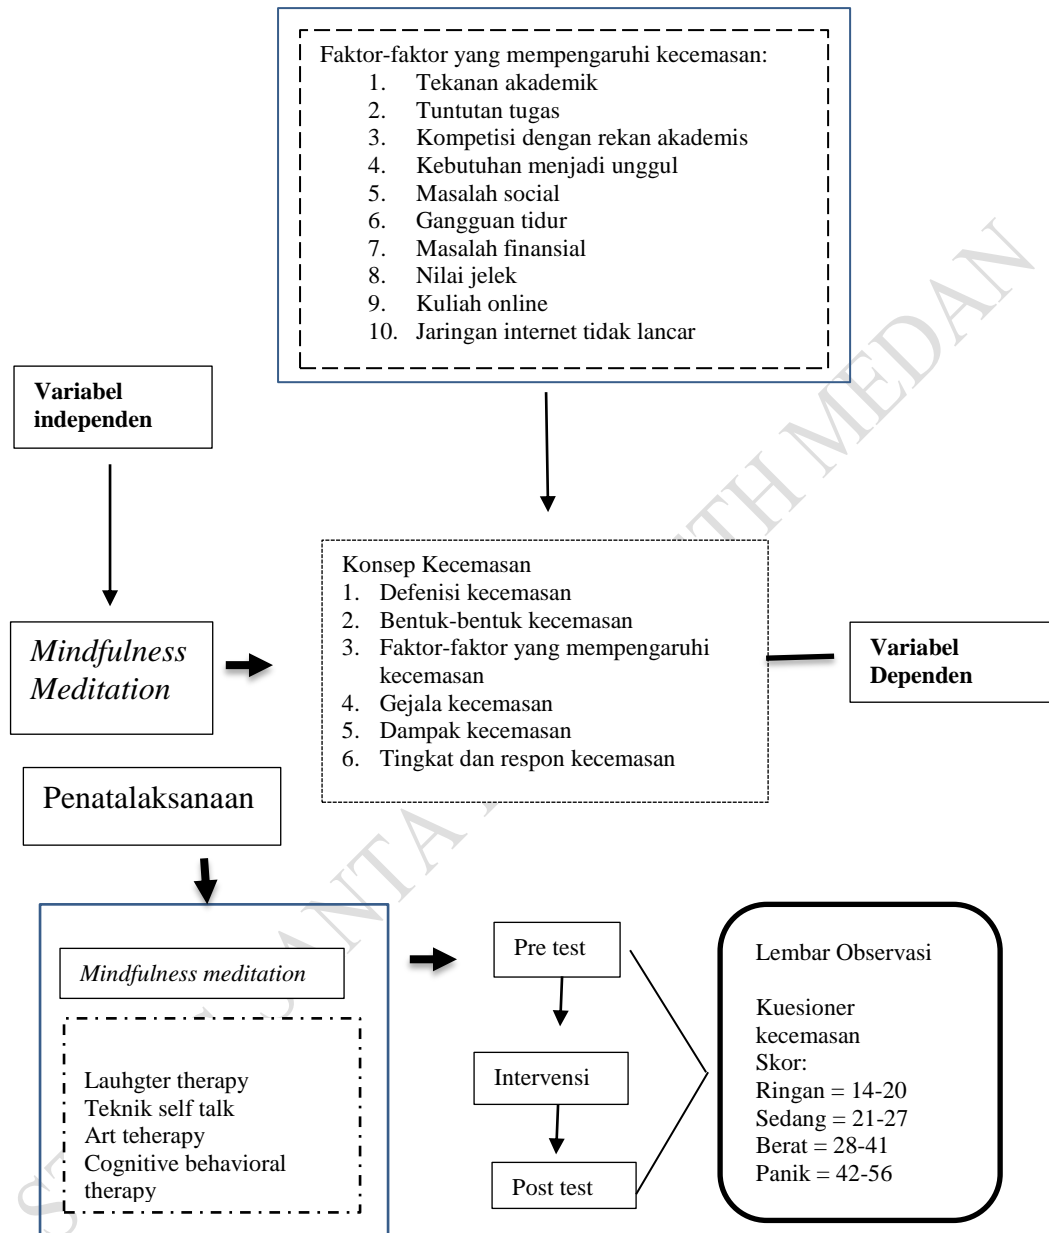 Faktor-faktor yang mempengaruhi kecemasan:
1. Tekanan akademik
2. Tuntutan tugas
3. Kompetisi dengan rekan akademis
4. Kebutuhan menjadi unggul
5. Masalah social
6. Gangguan tidur
7. Masalah finansial
8. Nilai jelek
9. Kuliah online
10. Jaringan internet tidak lancar
Variabel
independen
Mindfulness
Meditation
Konsep Kecemasan
1. Defenisi kecemasan
2. Bentuk-bentuk kecemasan
3. Faktor-faktor yang mempengaruhi
kecemasan
4. Gejala kecemasan
5. Dampak kecemasan
6. Tingkat dan respon kecemasan
Variabel
Dependen
Penatalaksanaan
Mindfulness meditation
Lauhgter therapy
Teknik self talk
Art teherapy
Cognitive behavioral
therapy
Pre test
Intervensi
Post test
Lembar Observasi
Kuesioner
kecemasan
Skor:
Ringan = 14-20
Sedang = 21-27
Berat = 28-41
Panik = 42-56
MEDAN